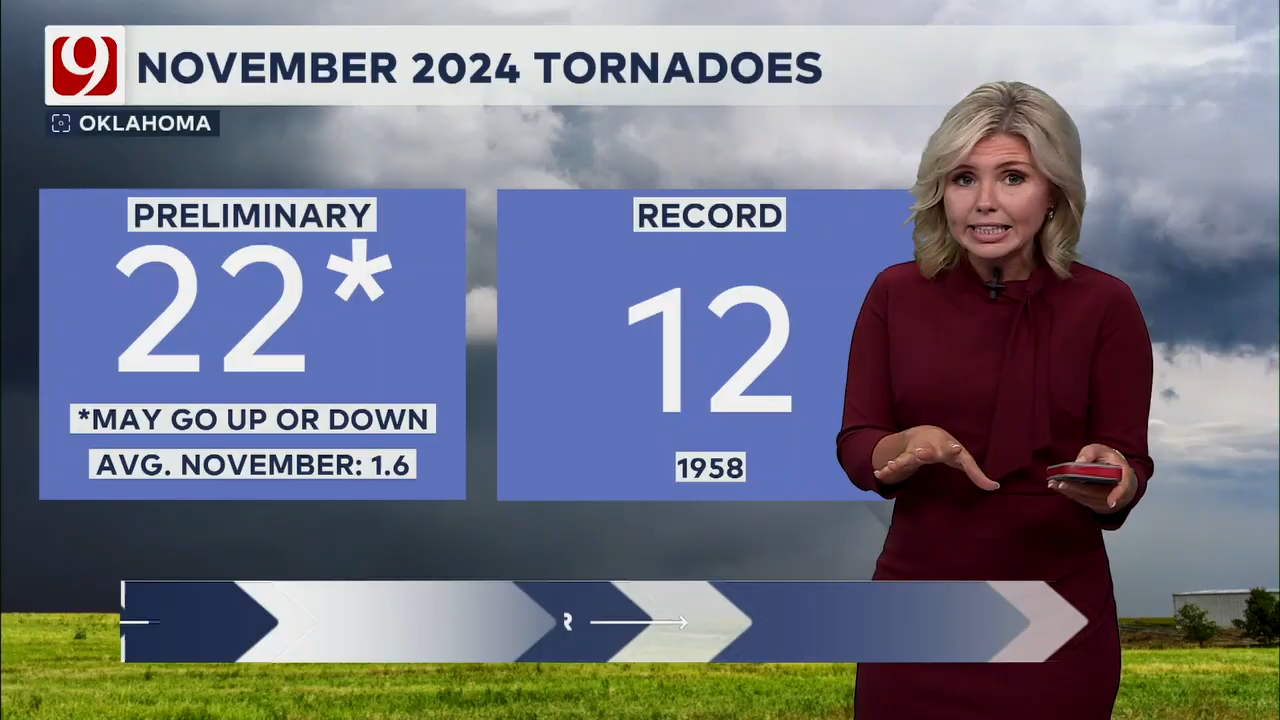 9 NOVEMBER 2024 TORNADOES
OKLAHOMA
PRELIMINARY
22*
*MAY GO UP OR DOWN
AVG. NOVEMBER: 1.6
RECORD
12
1958